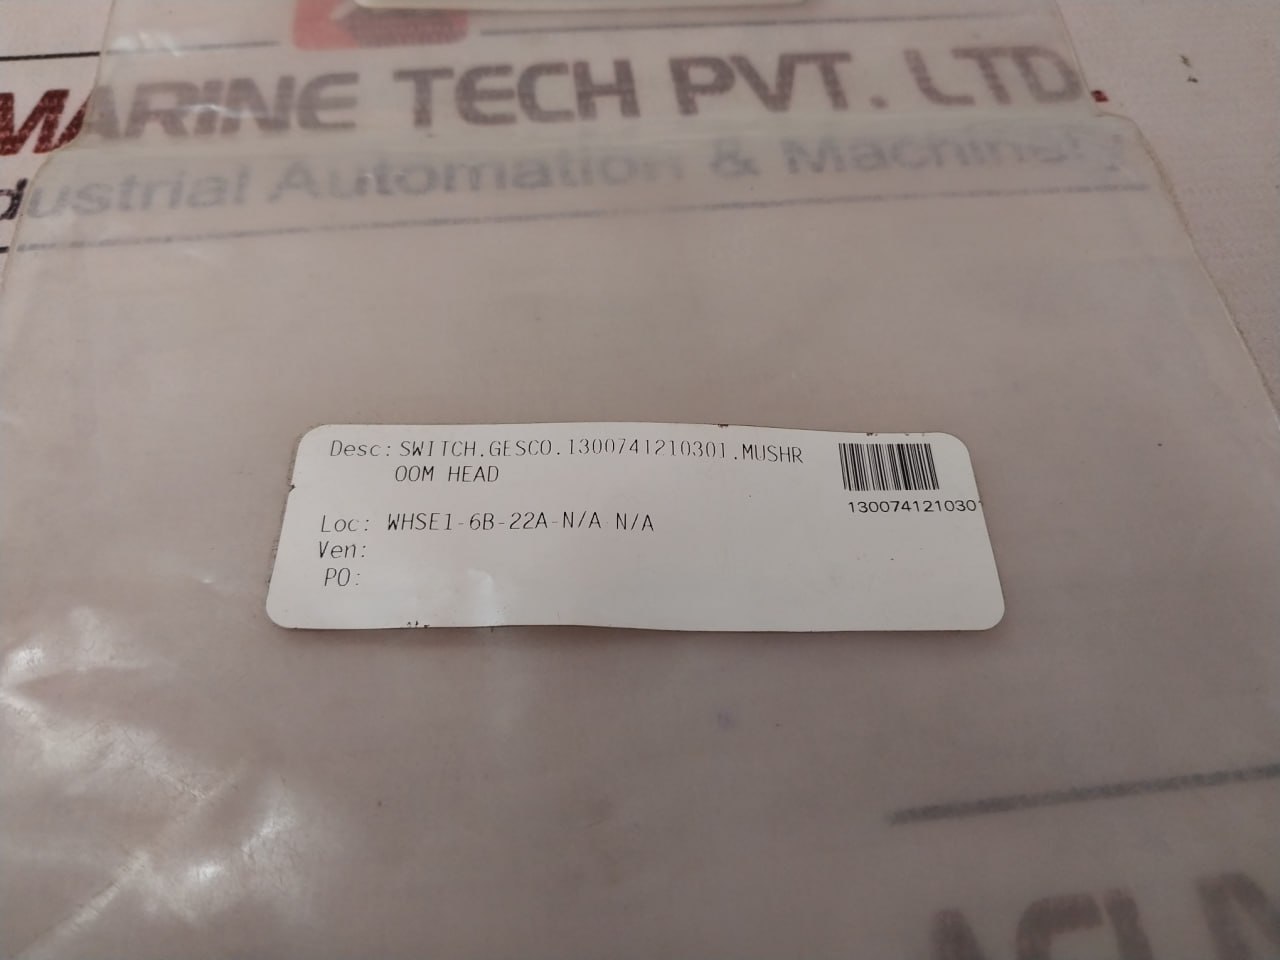 MARINE TECH PVT. LTD.
dustrial Automation & Machinery
Desc: SWITCH.GESCO.1300741210301.MUSHR
OOM HEAD
130074121030
Loc: WHSE1-6B-22A-N/A N/A
Ven:
PO: